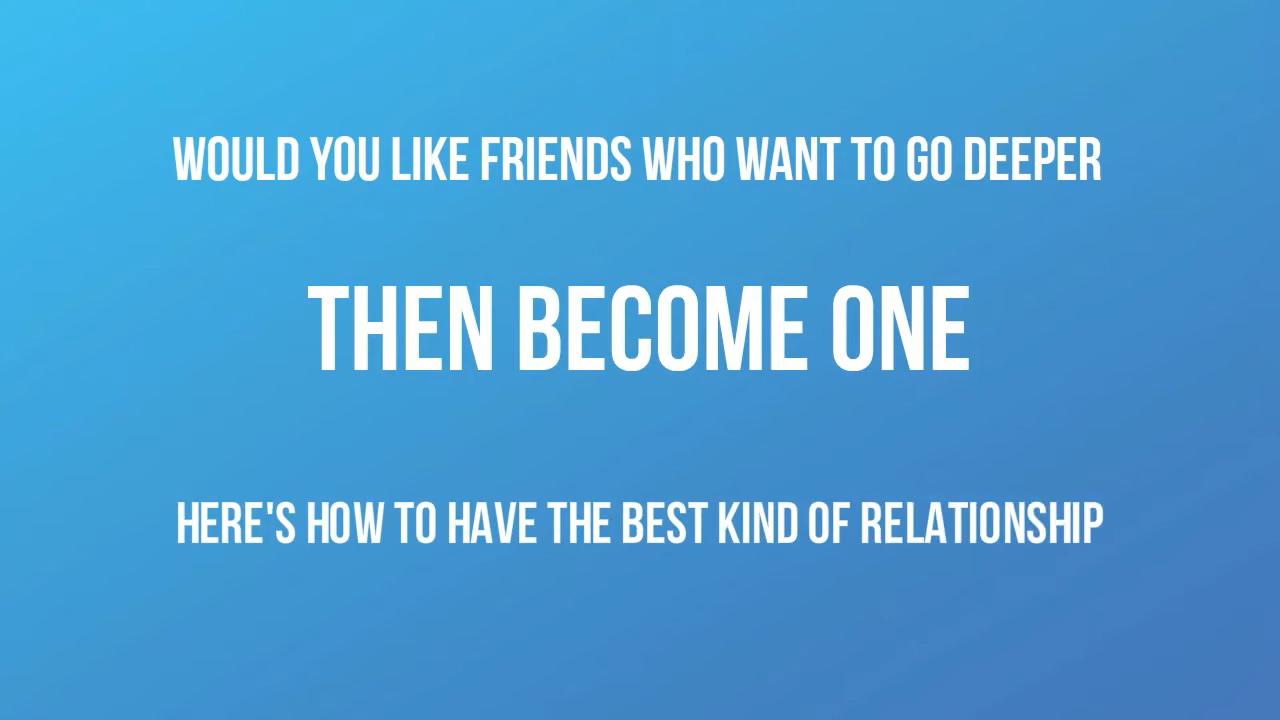 WOULD YOU LIKE FRIENDS WHO WANT TO GO DEEPER
THEN BECOME ONE
HERE'S HOW TO HAVE THE BEST KIND OF RELATIONSHIP